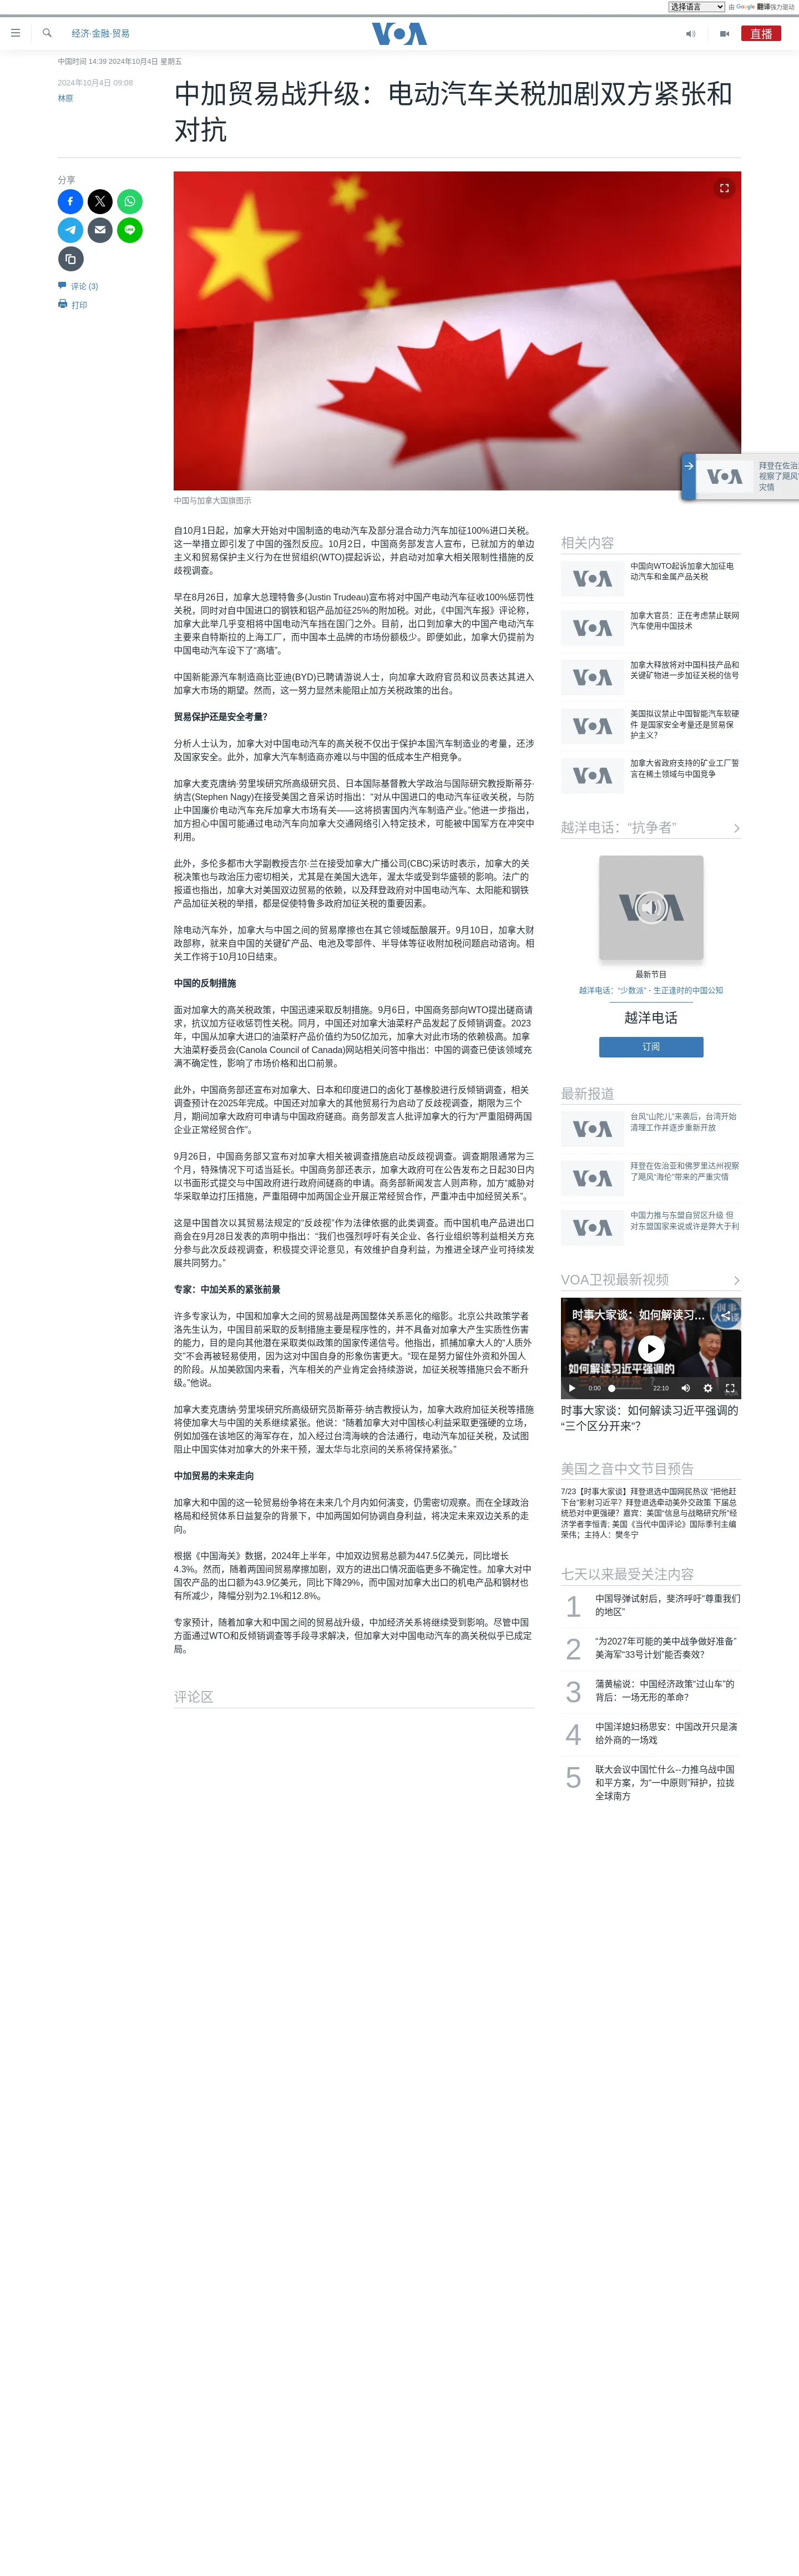 选择语言 由 Google 翻译强力驱动
经济·金融·贸易
VOA
直播
中国时间 14:39 2024年10月4日 星期五
2024年10月4日 09:08
林原
中加贸易战升级：电动汽车关税加剧双方紧张和
对抗
分享
评论 (3)
打印
中国与加拿大国旗图示
VOA
拜登在佐治
视察了飓风“
灾情
自10月1日起，加拿大开始对中国制造的电动汽车及部分混合动力汽车加征100%进口关税。
这一举措立即引发了中国的强烈反应。10月2日，中国商务部发言人宣布，已就加方的单边
主义和贸易保护主义行为在世贸组织(WTO)提起诉讼，并启动对加拿大相关限制性措施的反
歧视调查。
早在8月26日，加拿大总理特鲁多(Justin Trudeau)宣布将对中国产电动汽车征收100%惩罚性
关税，同时对自中国进口的钢铁和铝产品加征25%的附加税。对此，《中国汽车报》评论称，
加拿大此举几乎变相将中国电动汽车挡在国门之外。目前，出口到加拿大的中国产电动汽车
主要来自特斯拉的上海工厂，而中国本土品牌的市场份额极少。即便如此，加拿大仍提前为
中国电动汽车设下了“高墙”。
中国新能源汽车制造商比亚迪(BYD)已聘请游说人士，向加拿大政府官员和议员表达其进入
加拿大市场的期望。然而，这一努力显然未能阻止加方关税政策的出台。
贸易保护还是安全考量？
分析人士认为，加拿大对中国电动汽车的高关税不仅出于保护本国汽车制造业的考量，还涉
及国家安全。此外，加拿大汽车制造商亦难以与中国的低成本生产相竞争。
加拿大麦克唐纳·劳里埃研究所高级研究员、日本国际基督教大学政治与国际研究教授斯蒂芬·
纳吉(Stephen Nagy)在接受美国之音采访时指出：“对从中国进口的电动汽车征收关税，与防
止中国廉价电动汽车充斥加拿大市场有关——这将损害国内汽车制造产业。”他进一步指出，
加方担心中国可能通过电动汽车向加拿大交通网络引入特定技术，可能被中国军方在冲突中
利用。
此外，多伦多都市大学副教授吉尔·兰在接受加拿大广播公司(CBC)采访时表示，加拿大的关
税决策也与政治压力密切相关，尤其是在美国大选年，渥太华或受到华盛顿的影响。法广的
报道也指出，加拿大对美国双边贸易的依赖，以及拜登政府对中国电动汽车、太阳能和钢铁
产品加征关税的举措，都是促使特鲁多政府加征关税的重要因素。
除电动汽车外，加拿大与中国之间的贸易摩擦也在其它领域酝酿展开。9月10日，加拿大财
政部称，就来自中国的关键矿产品、电池及零部件、半导体等征收附加税问题启动谘询。相
关工作将于10月10日结束。
中国的反制措施
面对加拿大的高关税政策，中国迅速采取反制措施。9月6日，中国商务部向WTO提出磋商请
求，抗议加方征收惩罚性关税。同月，中国还对加拿大油菜籽产品发起了反倾销调查。2023
年，中国从加拿大进口的油菜籽产品价值约为50亿加元，加拿大对此市场的依赖极高。加拿
大油菜籽委员会(Canola Council of Canada)网站相关问答中指出：中国的调查已使该领域充
满不确定性，影响了市场价格和出口前景。
此外，中国商务部还宣布对加拿大、日本和印度进口的卤化丁基橡胶进行反倾销调查，相关
调查预计在2025年完成。中国还对加拿大的其他贸易行为启动了反歧视调查，期限为三个
月，期间加拿大政府可申请与中国政府磋商。商务部发言人批评加拿大的行为“严重阻碍两国
企业正常经贸合作”。
9月26日，中国商务部又宣布对加拿大相关被调查措施启动反歧视调查。调查期限通常为三
个月，特殊情况下可适当延长。中国商务部还表示，加拿大政府可在公告发布之日起30日内
以书面形式提交与中国政府进行政府间磋商的申请。商务部新闻发言人则声称，加方“威胁对
华采取单边打压措施，严重阻碍中加两国企业开展正常经贸合作，严重冲击中加经贸关系”。
这是中国首次以其贸易法规定的“反歧视”作为法律依据的此类调查。而中国机电产品进出口
商会在9月28日发表的声明中指出：“我们也强烈呼吁有关企业、各行业组织等利益相关方充
分参与此次反歧视调查，积极提交评论意见，有效维护自身利益，为推进全球产业可持续发
展共同努力。”
专家：中加关系的紧张前景
许多专家认为，中国和加拿大之间的贸易战是两国整体关系恶化的缩影。北京公共政策学者
洛先生认为，中国目前采取的反制措施主要是程序性的，并不具备对加拿大产生实质性伤害
的能力，目的是向其他潜在采取类似政策的国家传递信号。他指出，抓捕加拿大人的“人质外
交”不会再被轻易使用，因为这对中国自身的形象伤害更大。“现在是努力留住外资和外国人的
阶段。从加美欧国内来看，汽车相关的产业肯定会持续游说，加征关税等措施只会不断升
级。”他说。
加拿大麦克唐纳·劳里埃研究所高级研究员斯蒂芬·纳吉教授认为，加拿大政府加征关税等措施
将使加拿大与中国的关系继续紧张。他说：“随着加拿大对中国核心利益采取更强硬的立场，
例如加强在该地区的海军存在，加入经过台湾海峡的合法通行，电动汽车加征关税，及试图
阻止中国实体对加拿大的外来干预，渥太华与北京间的关系将保持紧张。”
中加贸易的未来走向
加拿大和中国的这一轮贸易纷争将在未来几个月内如何演变，仍需密切观察。而在全球政治
格局和经贸体系日益复杂的背景下，中加两国如何协调自身利益，将决定未来双边关系的走
向。
根据《中国海关》数据，2024年上半年，中加双边贸易总额为447.5亿美元，同比增长
4.3%。然而，随着两国间贸易摩擦加剧，双方的进出口情况面临更多不确定性。加拿大对中
国农产品的出口额为43.9亿美元，同比下降29%，而中国对加拿大出口的机电产品和钢材也
有所减少，降幅分别为2.1%和12.8%。
专家预计，随着加拿大和中国之间的贸易战升级，中加经济关系将继续受到影响。尽管中国
方面通过WTO和反倾销调查等手段寻求解决，但加拿大对中国电动汽车的高关税似乎已成定
局。
评论区
相关内容
VOA
中国向WTO起诉加拿大加征电
动汽车和金属产品关税
VOA
加拿大官员：正在考虑禁止联网
汽车使用中国技术
VOA
加拿大释放将对中国科技产品和
关键矿物进一步加征关税的信号
VOA
美国拟议禁止中国智能汽车软硬
件 是国家安全考量还是贸易保
护主义？
VOA
加拿大省政府支持的矿业工厂誓
言在稀土领域与中国竞争
越洋电话：“抗争者”
VOA
最新节目
越洋电话：“少数派” - 生正逢时的中国公知
越洋电话
订阅
最新报道
VOA
台风“山陀儿”来袭后，台湾开始
清理工作并逐步重新开放
VOA
拜登在佐治亚和佛罗里达州视察
了飓风“海伦”带来的严重灾情
VOA
中国力推与东盟自贸区升级 但
对东盟国家来说或许是弊大于利
VOA卫视最新视频
时事大家谈：如何解读习...
如何解读习近平强调的
0:00 22:10
时事大家谈：如何解读习近平强调的
“三个区分开来”？
美国之音中文节目预告
7/23【时事大家谈】拜登退选中国网民热议 “把他赶
下台”影射习近平？拜登退选牵动美外交政策 下届总
统恐对中更强硬？嘉宾：美国“信息与战略研究所”经
济学者李恒青; 美国《当代中国评论》国际季刊主编
荣伟；主持人：樊冬宁
七天以来最受关注内容
1 中国导弹试射后，斐济呼吁“尊重我们
的地区”
2 “为2027年可能的美中战争做好准备”
美海军“33号计划”能否奏效？
3 蒲黄榆说：中国经济政策“过山车”的
背后：一场无形的革命？
4 中国洋媳妇杨思安：中国改开只是演
给外商的一场戏
5 联大会议中国忙什么--力推乌战中国
和平方案，为“一中原则”辩护，拉拢
全球南方